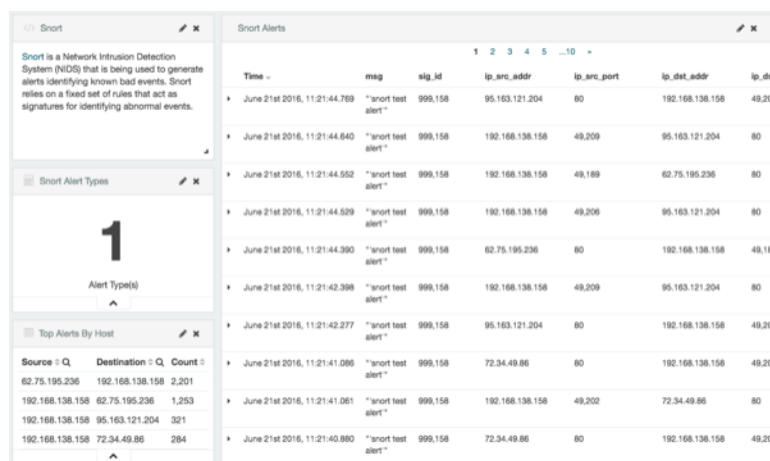 Snort
Snort is a Network Intrusion Detection
System (NIDS) that is being used to generate
alerts identifying known bad events. Snort
relies on a fixed set of rules that act as
signatures for identifying abnormal events.
Snort Alert Types
1
Alert Type(s)
Top Alerts By Host
Source Destination Count
62.75.195.236 192.168.138.158 2,201
192.168.138.158 62.75.195.236 1,253
192.168.138.158 95.163.121.204 321
192.168.138.158 72.34.49.86 284
Snort Alerts
1 2 3 4 5 ...10 »
Time msg sig_id ip_src_addr ip_src_port ip_dst_addr
June 21st 2016, 11:21:44.769 "'snort test alert'" 999,158 95.163.121.204 80 192.168.138.158
June 21st 2016, 11:21:44.640 "'snort test alert'" 999,158 192.168.138.158 49,209 95.163.121.204 80
June 21st 2016, 11:21:44.552 "'snort test alert'" 999,158 192.168.138.158 49,189 62.75.195.236 80
June 21st 2016, 11:21:44.529 "'snort test alert'" 999,158 192.168.138.158 49,206 95.163.121.204 80
June 21st 2016, 11:21:44.390 "'snort test alert'" 999,158 62.75.195.236 80 192.168.138.158
June 21st 2016, 11:21:42.398 "'snort test alert'" 999,158 192.168.138.158 49,209 95.163.121.204 80
June 21st 2016, 11:21:42.277 "'snort test alert'" 999,158 95.163.121.204 80 192.168.138.158
June 21st 2016, 11:21:41.086 "'snort test alert'" 999,158 72.34.49.86 80 192.168.138.158
June 21st 2016, 11:21:41.061 "'snort test alert'" 999,158 192.168.138.158 49,202 72.34.49.86 80
June 21st 2016, 11:21:40.880 "'snort test alert'" 999,158 72.34.49.86 80 192.168.138.158